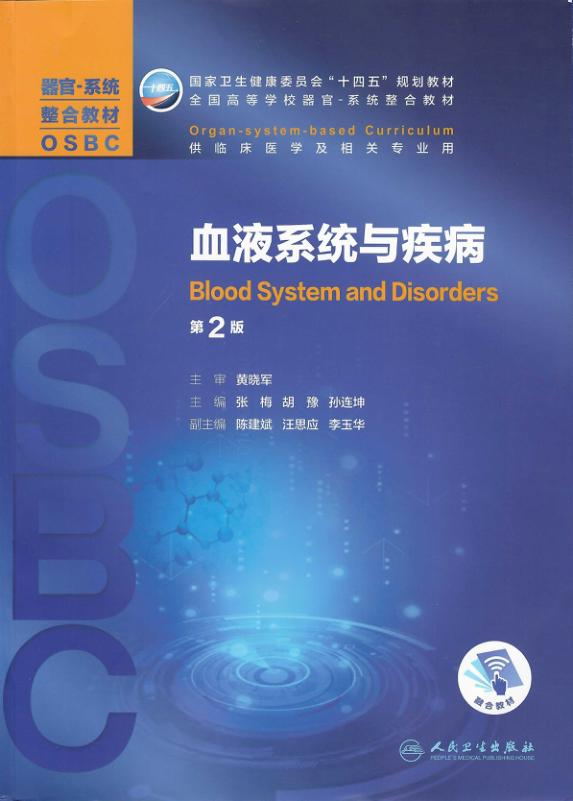 器官-系统
整合教材
OSBC
十四五
国家卫生健康委员会“十四五”规划教材
全国高等学校器官-系统整合教材
Organ-system-based Curriculum
供临床医学及相关专业用
OSBC
血液系统与疾病
Blood System and Disorders
第2版
主审 黄晓军
主编 张梅 胡豫 孙连坤
副主编 陈建斌 汪思应 李玉华
融合教材
人民卫生出版社
PEOPLE'S MEDICAL PUBLISHING HOUSE